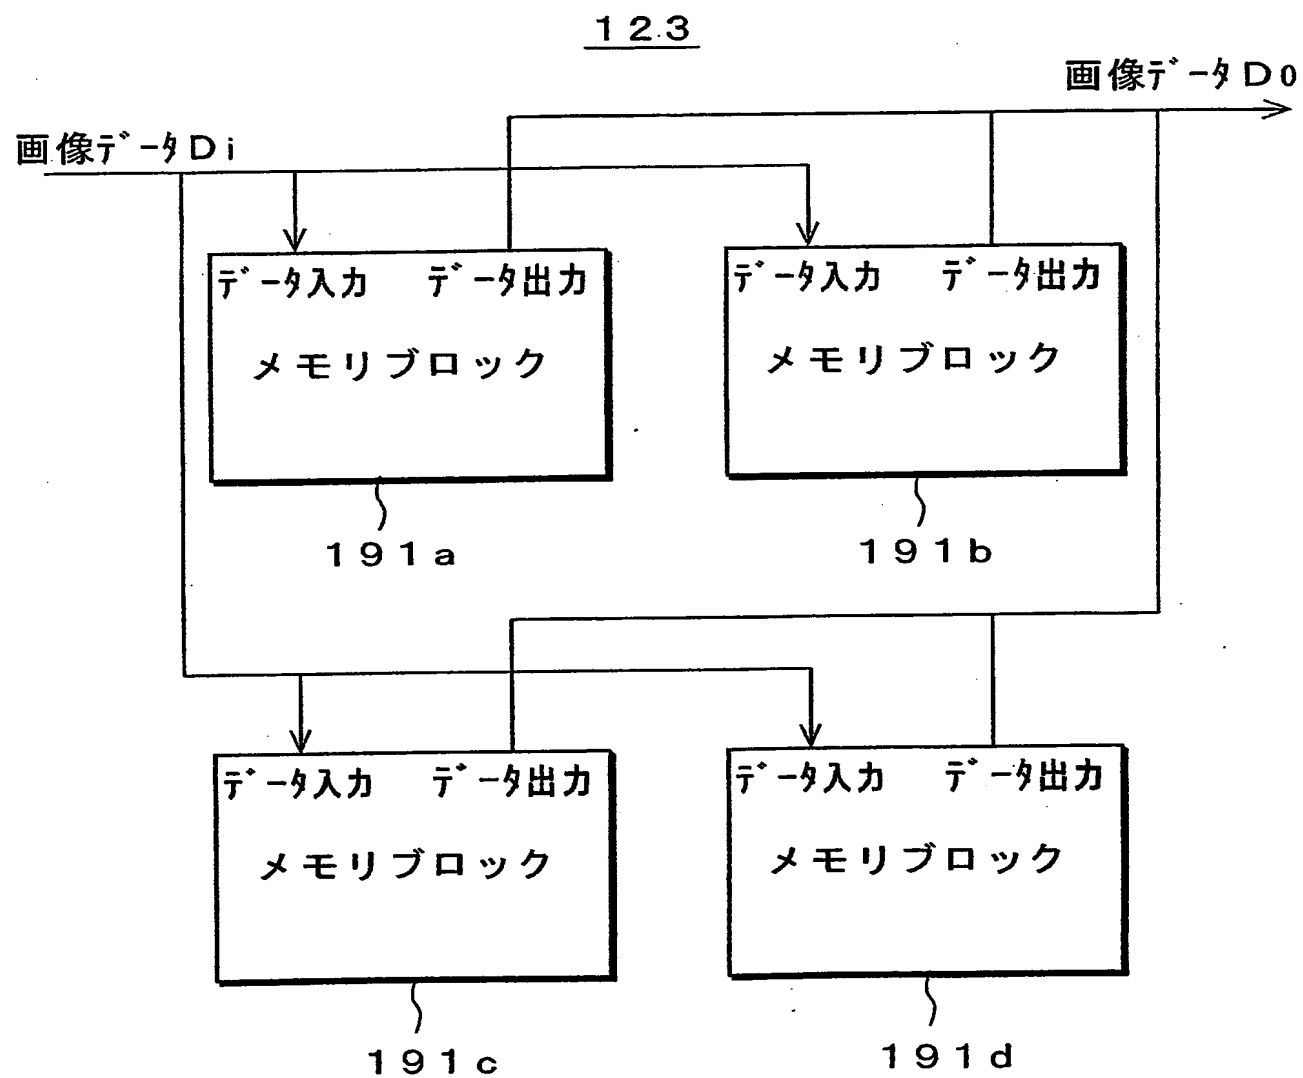 123
画像データDo
画像データDi
データ入力 データ出力
メモリブロック
191a
データ入力 データ出力
メモリブロック
191b
データ入力 データ出力
メモリブロック
191c
データ入力 データ出力
メモリブロック
191d